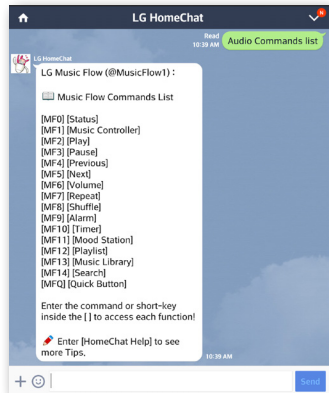 LG HomeChat
Read
10:39 AM
Audio Commands list
LG HomeChat
LG Music Flow (@MusicFlow1) :
Music Flow Commands List
[MF0] [Status]
[MF1] [Music Controller]
[MF2] [Play]
[MF3] [Pause]
[MF4] [Previous]
[MF5] [Next]
[MF6] [Volume]
[MF7] [Repeat]
[MF8] [Shuffle]
[MF9] [Alarm]
[MF10] [Timer]
[MF11] [Mood Station]
[MF12] [Playlist]
[MF13] [Music Library]
[MF14] [Search]
[MFQ] [Quick Button]
Enter the command or short-key
inside the [ ] to access each function!
Enter [HomeChat Help] to see
more Tips.
10:39 AM
Send